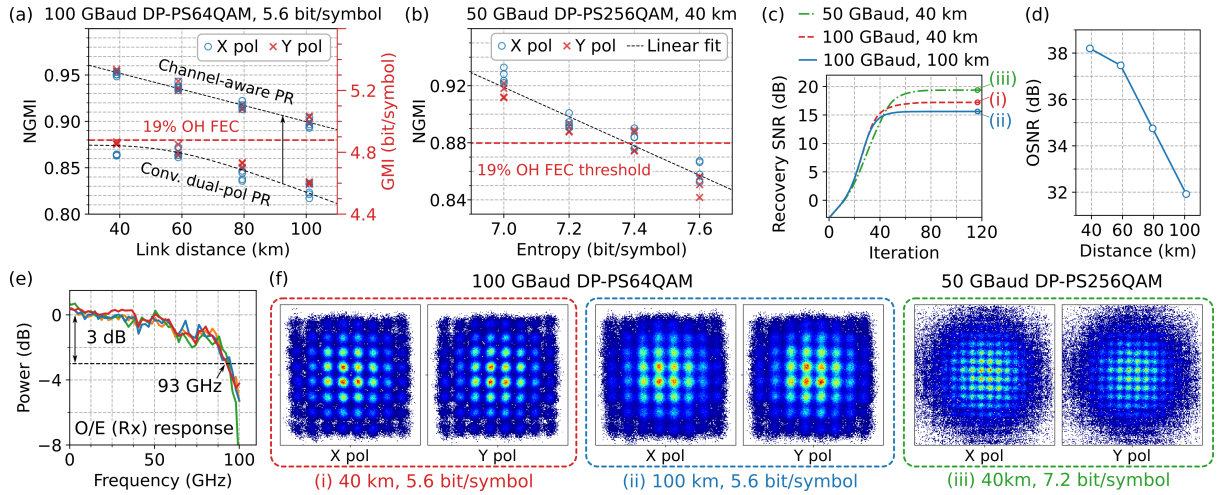 (a) 100 GBaud DP-PS64QAM, 5.6 bit/symbol
X pol
Y pol
Channel-aware PR
19% OH FEC
Conv. dual-pol PR
NGMI
0.95
0.90
0.85
0.80
GMI (bit/symbol)
5.2
4.8
4.4
40 60 80 100
Link distance (km)
(b) 50 GBaud DP-PS256QAM, 40 km
X pol
Y pol
Linear fit
19% OH FEC threshold
NGMI
0.92
0.88
0.84
7.0 7.2 7.4 7.6
Entropy (bit/symbol)
(c)
50 GBaud, 40 km
100 GBaud, 40 km
100 GBaud, 100 km
(iii)
(i)
(ii)
Recovery SNR (dB)
20
15
10
5
0
0 40 80 120
Iteration
(d)
OSNR (dB)
38
36
34
32
40 60 80 100
Distance (km)
(e)
Power (dB)
0
−4
−8
3 dB
93 GHz
O/E (Rx) response
0 50 100
Frequency (GHz)
(f)
100 GBaud DP-PS64QAM
50 GBaud DP-PS256QAM
X pol
Y pol
X pol
Y pol
X pol
Y pol
(i) 40 km, 5.6 bit/symbol
(ii) 100 km, 5.6 bit/symbol
(iii) 40km, 7.2 bit/symbol